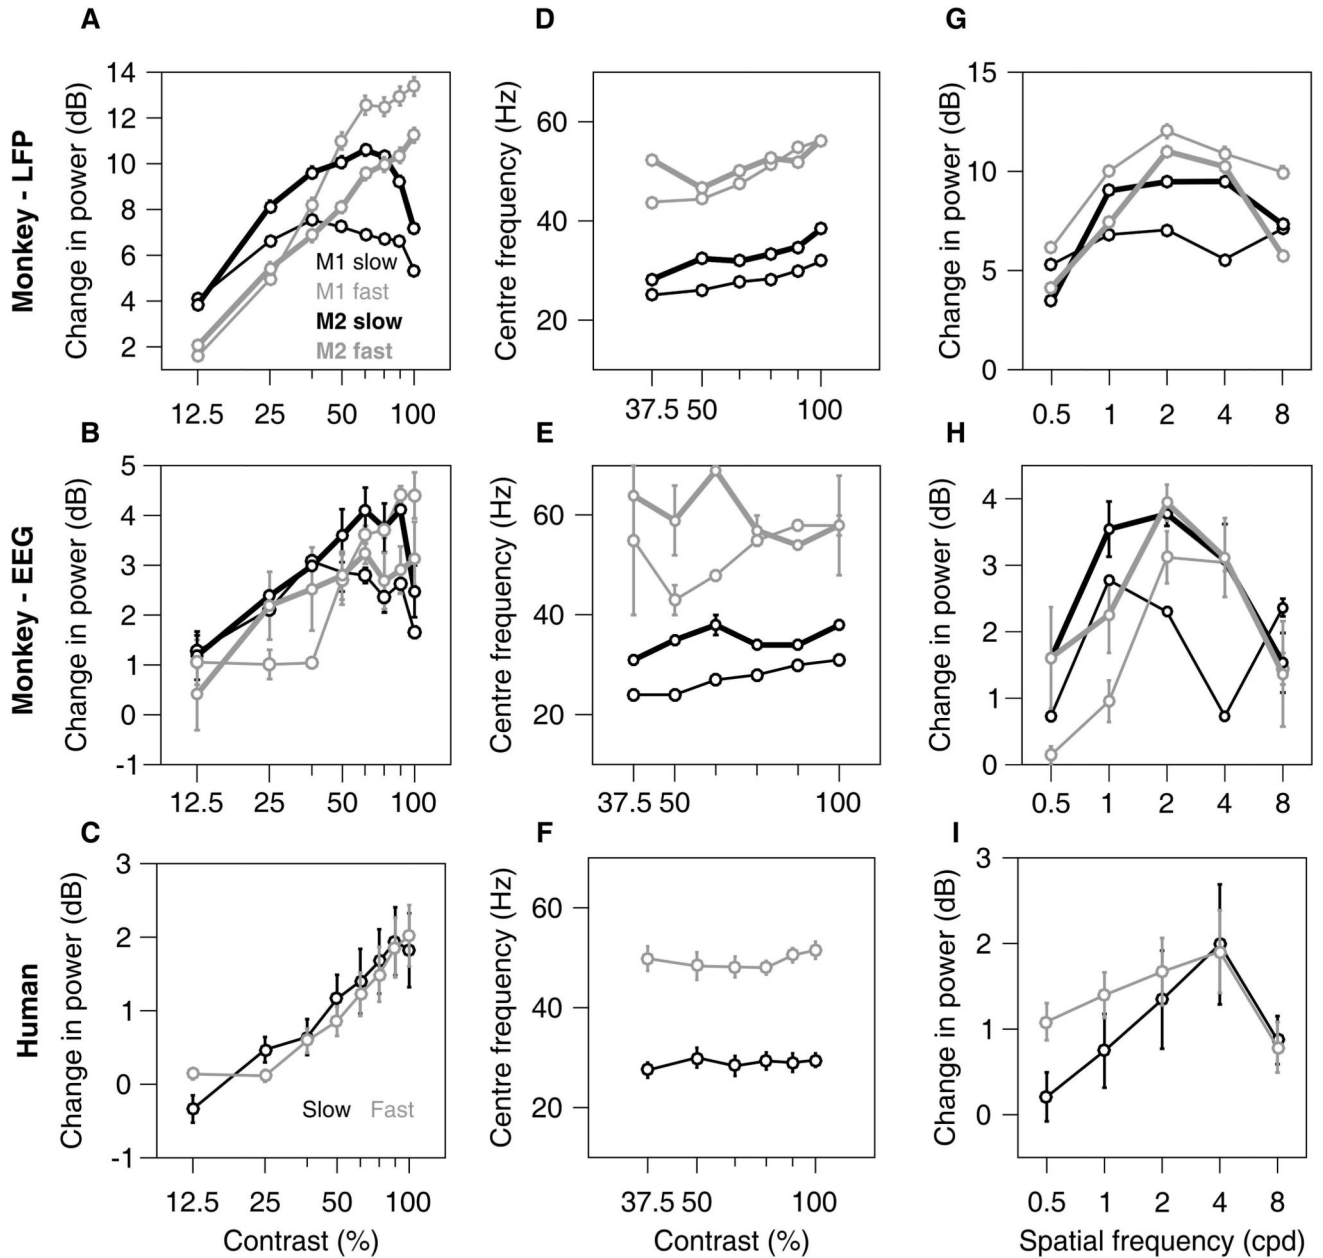 A
Monkey - LFP
Change in power (dB)
14
12
10
8
6
4
2
M1 slow
M1 fast
M2 slow
M2 fast
12.5 25 50 100
D
Centre frequency (Hz)
60
40
20
37.5 50 100
G
Change in power (dB)
15
10
5
0
0.5 1 2 4 8
B
Monkey - EEG
Change in power (dB)
5
4
3
2
1
0
-1
12.5 25 50 100
E
Centre frequency (Hz)
60
40
20
37.5 50 100
H
Change in power (dB)
4
3
2
1
0
0.5 1 2 4 8
C
Human
Change in power (dB)
3
2
1
0
-1
Slow Fast
12.5 25 50 100
Contrast (%)
F
Centre frequency (Hz)
60
40
20
37.5 50 100
Contrast (%)
I
Change in power (dB)
3
2
1
0
0.5 1 2 4 8
Spatial frequency (cpd)